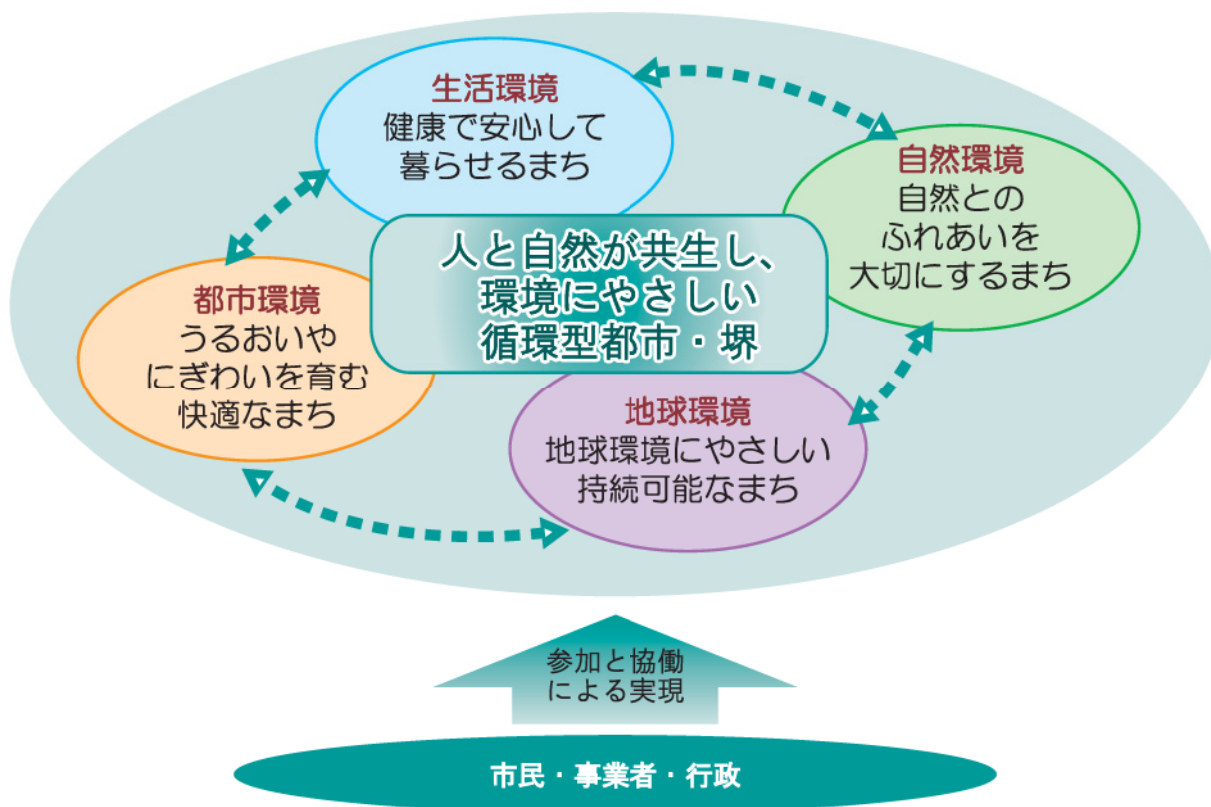 生活環境
健康で安心して
暮らせるまち
自然環境
自然との
ふれあいを
大切にするまち
人と自然が共生し、
環境にやさしい
循環型都市・堺
都市環境
うるおいや
にぎわいを育む
快適なまち
地球環境
地球環境にやさしい
持続可能なまち
参加と協働
による実現
市民・事業者・行政